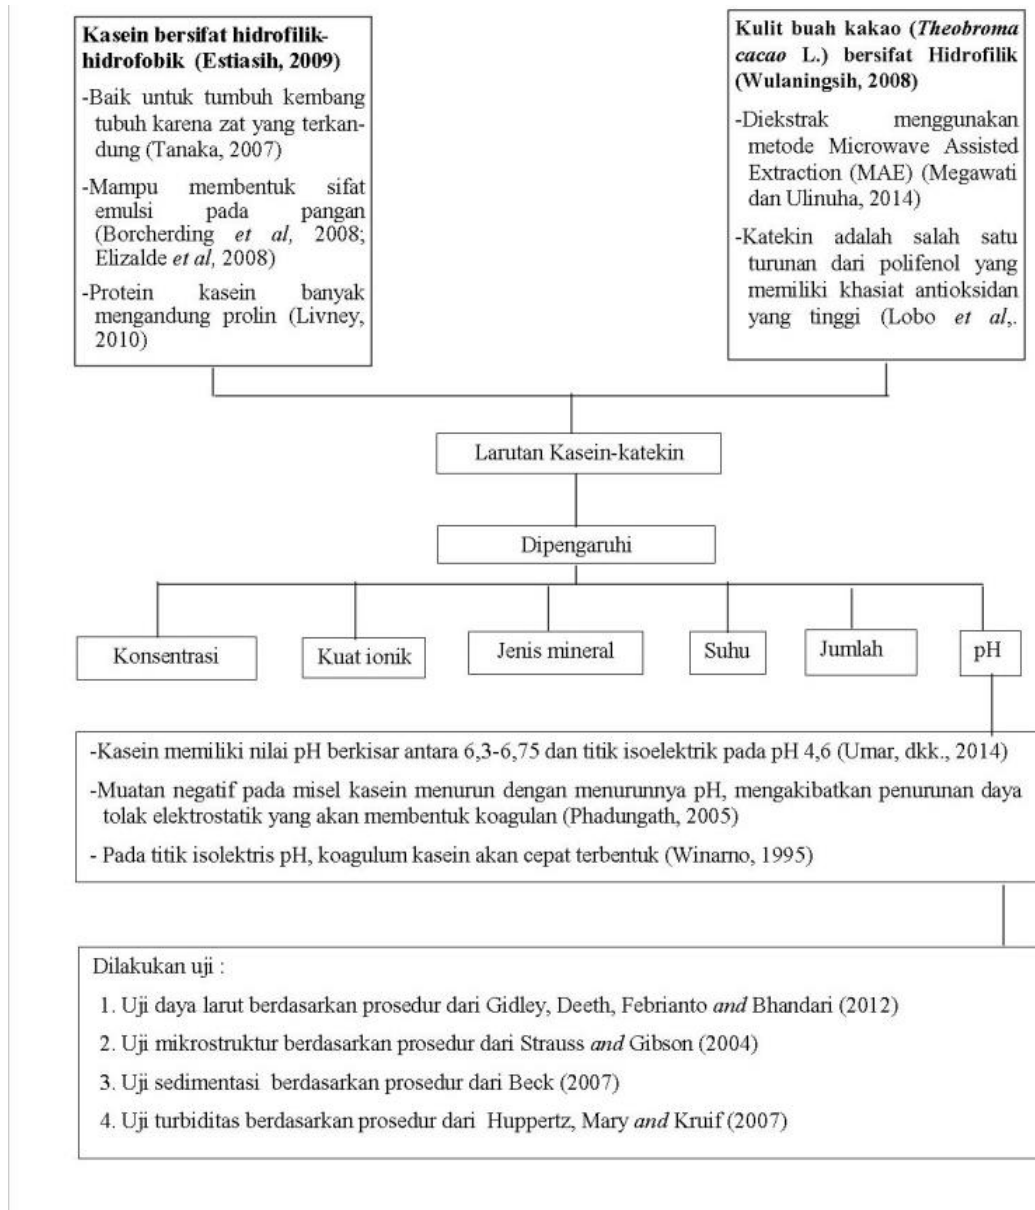 Kasein bersifat hidrofilik-
hidrofobik (Estiasih, 2009)
-Baik untuk tumbuh kembang
tubuh karena zat yang terkan-
dung (Tanaka, 2007)
-Mampu membentuk sifat
emulsi pada pangan
(Borcherding et al, 2008;
Elizalde et al, 2008)
-Protein kasein banyak
mengandung prolin (Livney,
2010)
Kulit buah kakao (Theobroma
cacao L.) bersifat Hidrofilik
(Wulaningsih, 2008)
-Diekstrak menggunakan
metode Microwave Assisted
Extraction (MAE) (Megawati
dan Ulinuha, 2014)
-Katekin adalah salah satu
turunan dari polifenol yang
memiliki khasiat antioksidan
yang tinggi (Lobo et al,.
Larutan Kasein-katekin
Dipengaruhi
Konsentrasi
Kuat ionik
Jenis mineral
Suhu
Jumlah
pH
-Kasein memiliki nilai pH berkisar antara 6,3-6,75 dan titik isoelektrik pada pH 4,6 (Umar, dkk., 2014)
-Muatan negatif pada misel kasein menurun dengan menurunnya pH, mengakibatkan penurunan daya
tolak elektrostatik yang akan membentuk koagulan (Phadungath, 2005)
- Pada titik isolektris pH, koagulum kasein akan cepat terbentuk (Winarno, 1995)
Dilakukan uji :
1. Uji daya larut berdasarkan prosedur dari Gidley, Deeth, Febrianto and Bhandari (2012)
2. Uji mikrostruktur berdasarkan prosedur dari Strauss and Gibson (2004)
3. Uji sedimentasi berdasarkan prosedur dari Beck (2007)
4. Uji turbiditas berdasarkan prosedur dari Huppertz, Mary and Kruif (2007)